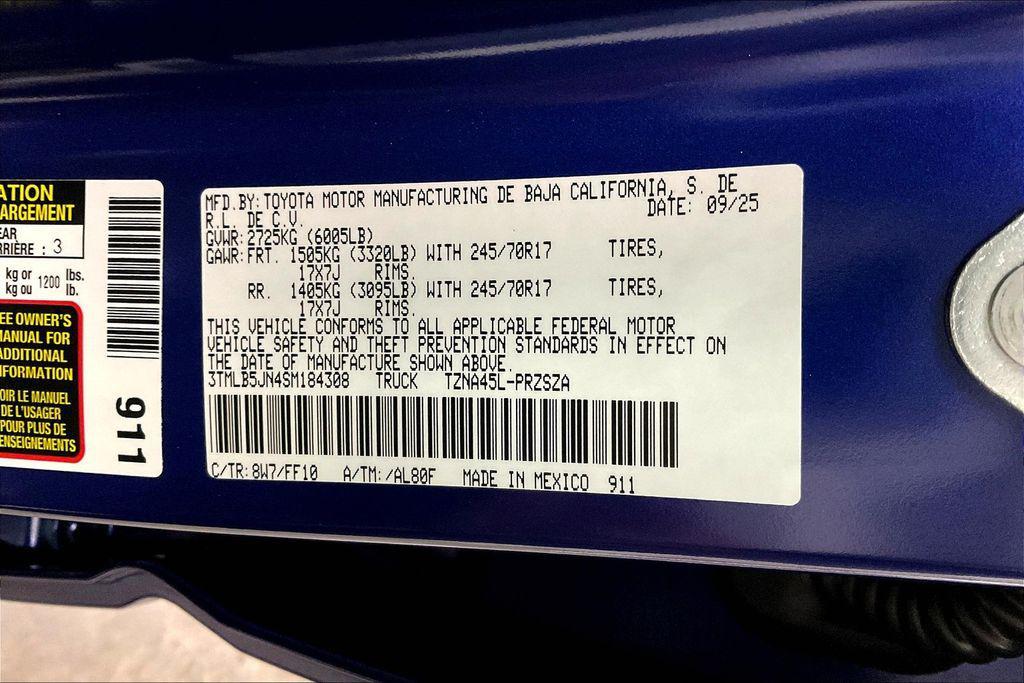 ATION
ARGEMENT
EAR
RRIÈRE : 3
kg or 1200 lbs.
kg ou lb.
EE OWNER'S
MANUAL FOR
ADDITIONAL
INFORMATION
OIR LE MANUEL
DE L'USAGER
POUR PLUS DE
ENSEIGNEMENTS
911
MFD.BY:TOYOTA MOTOR MANUFACTURING DE BAJA CALIFORNIA, S. DE
R.L. DE C.V. DATE: 09/25
GVWR:2725KG (6005LB)
GAWR:FRT. 1505KG (3320LB) WITH 245/70R17 TIRES,
17X7J RIMS.
RR. 1405KG (3095LB) WITH 245/70R17 TIRES,
17X7J RIMS.
THIS VEHICLE CONFORMS TO ALL APPLICABLE FEDERAL MOTOR
VEHICLE SAFETY AND THEFT PREVENTION STANDARDS IN EFFECT ON
THE DATE OF MANUFACTURE SHOWN ABOVE.
3TMLB5JN4SM184308 TRUCK TZNA45L-PRZSZA
C/TR:8W7/FF10 A/TM:/AL80F MADE IN MEXICO 911